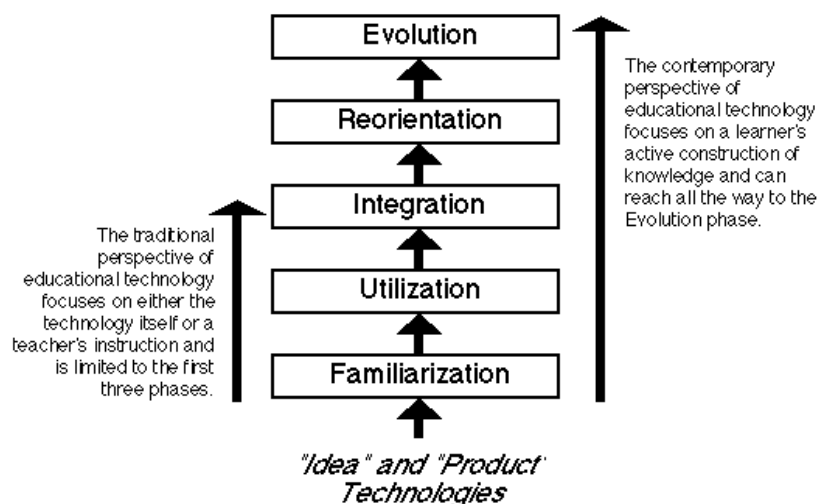 Evolution
Reorientation
Integration
Utilization
Familiarization
"Idea" and "Product"
Technologies
The traditional
perspective of
educational technology
focuses on either the
technology itself or a
teacher's instruction and
is limited to the first
three phases.
The contemporary
perspective of
educational technology
focuses on a learner's
active construction of
knowledge and can
reach all the way to the
Evolution phase.